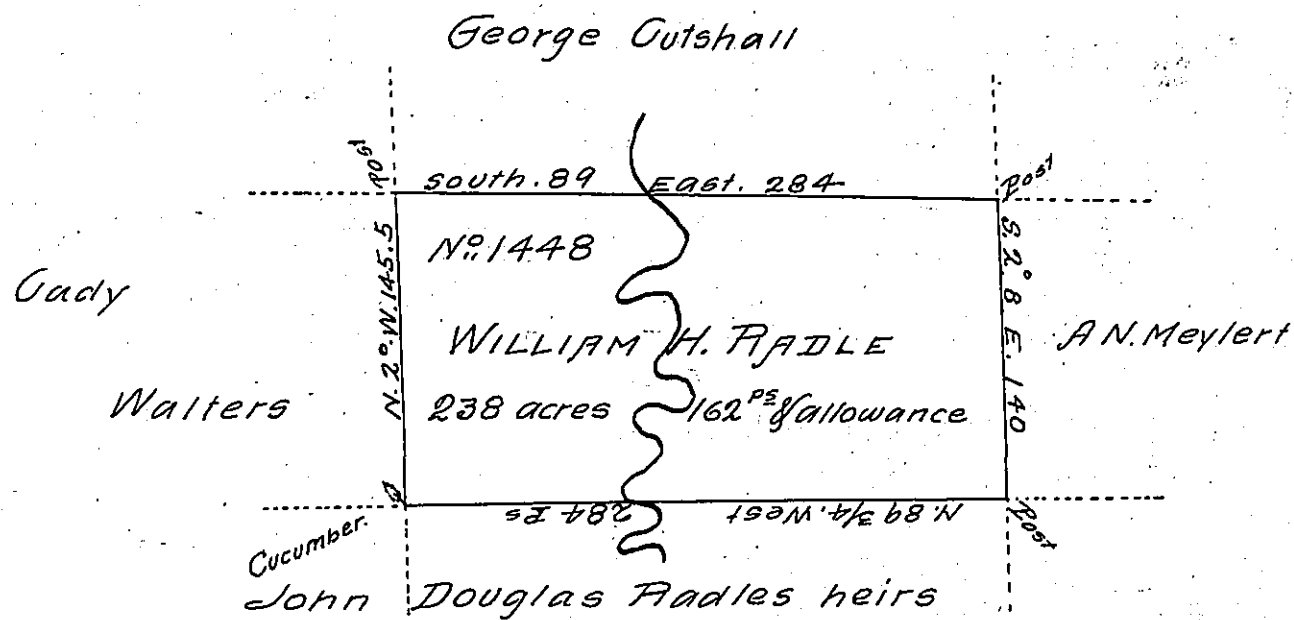 George Cutshall
Post
South. 89 East. 284
Post
No. 1448
N. 2° W. 145.5
S. 2° 8 E. 140
Cady
WILLIAM H. RADLE
A N. Meylert
Walters
238 acres 162 ps & allowance
N. 89 3/4. West 284 Ps
Post
Cucumber.
John Douglas Radles heirs